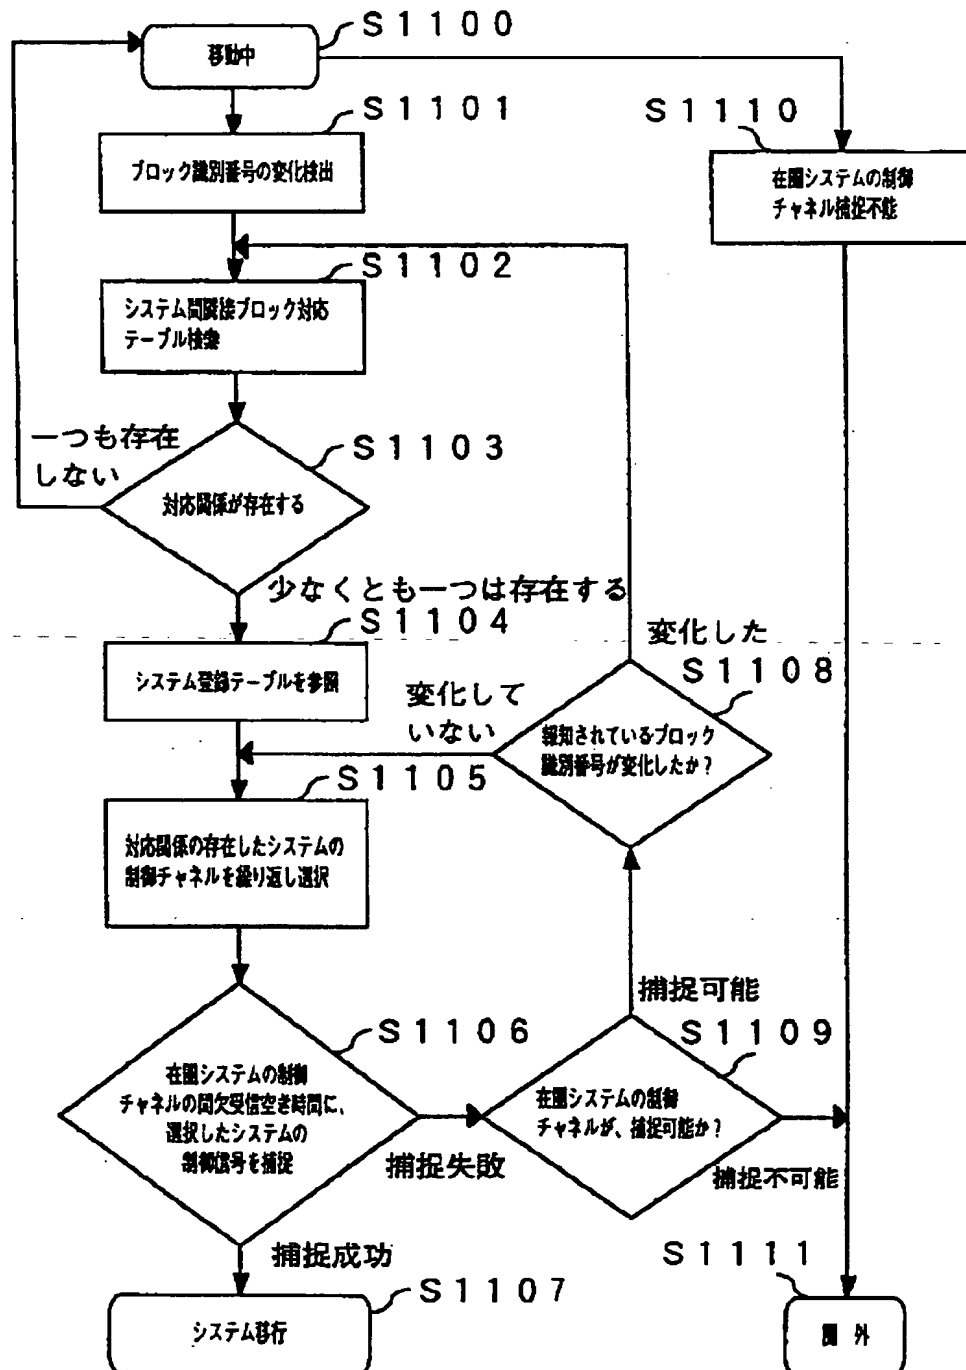 S1100
移動中
S1101
ブロック識別番号の変化検出
S1110
在圏システムの制御
チャネル捕捉不能
S1102
システム間隣接ブロック対応
テーブル検索
一つも存在
しない
S1103
対応関係が存在する
少なくとも一つは存在する
S1104
システム登録テーブルを参照
変化した
S1108
変化して
いない
報知されているブロック
識別番号が変化したか?
S1105
対応関係の存在したシステムの
制御チャネルを繰り返し選択
捕捉可能
S1106
在圏システムの制御
チャネルの間欠受信空き時間に、
選択したシステムの
制御信号を捕捉
S1109
在圏システムの制御
チャネルが、捕捉可能か?
捕捉失敗
捕捉不可能
捕捉成功
S1107
システム移行
S1111
圏 外